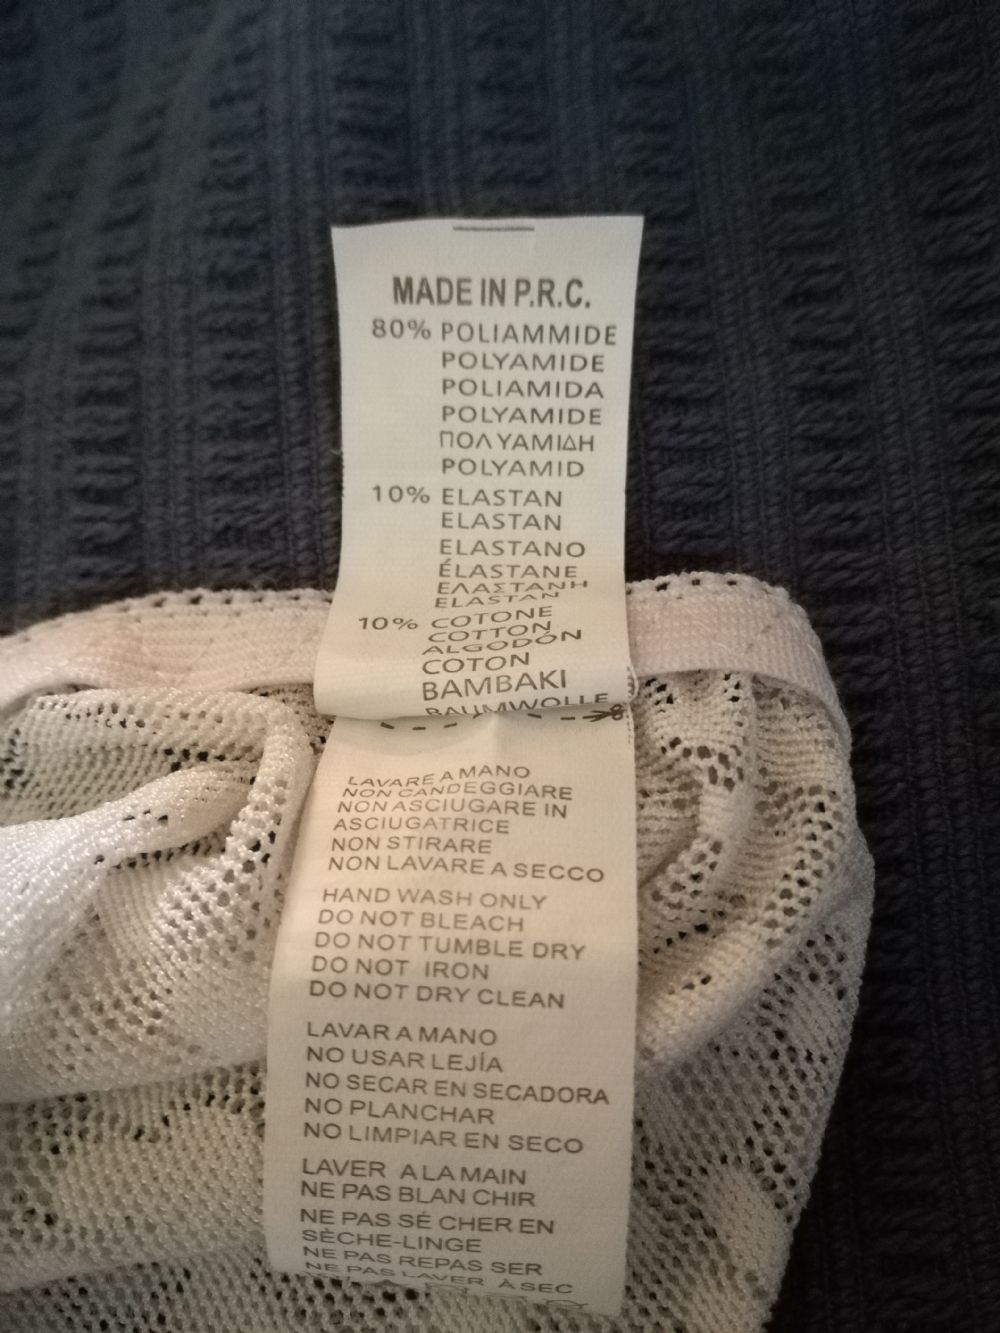 MADE IN P.R.C.
80% POLIAMMIDE
POLYAMIDE
POLIAMIDA
POLYAMIDE
ΠΟΛΥΑΜΙΔΗ
POLYAMID
10% ELASTAN
ELASTAN
ELASTANO
ÉLASTANE
ΕΛΑΣΤΑΝΗ
ELASTAN
10% COTONE
COTTON
ALGODÓN
COTON
BAMBAKI
BAUMWOLLE
LAVARE A MANO
NON CANDEGGIARE
NON ASCIUGARE IN
ASCIUGATRICE
NON STIRARE
NON LAVARE A SECCO
HAND WASH ONLY
DO NOT BLEACH
DO NOT TUMBLE DRY
DO NOT IRON
DO NOT DRY CLEAN
LAVAR A MANO
NO USAR LEJÍA
NO SECAR EN SECADORA
NO PLANCHAR
NO LIMPIAR EN SECO
LAVER A LA MAIN
NE PAS BLAN CHIR
NE PAS SÉ CHER EN
SÈCHE-LINGE
NE PAS REPAS SER
NE PAS LAVER À SEC